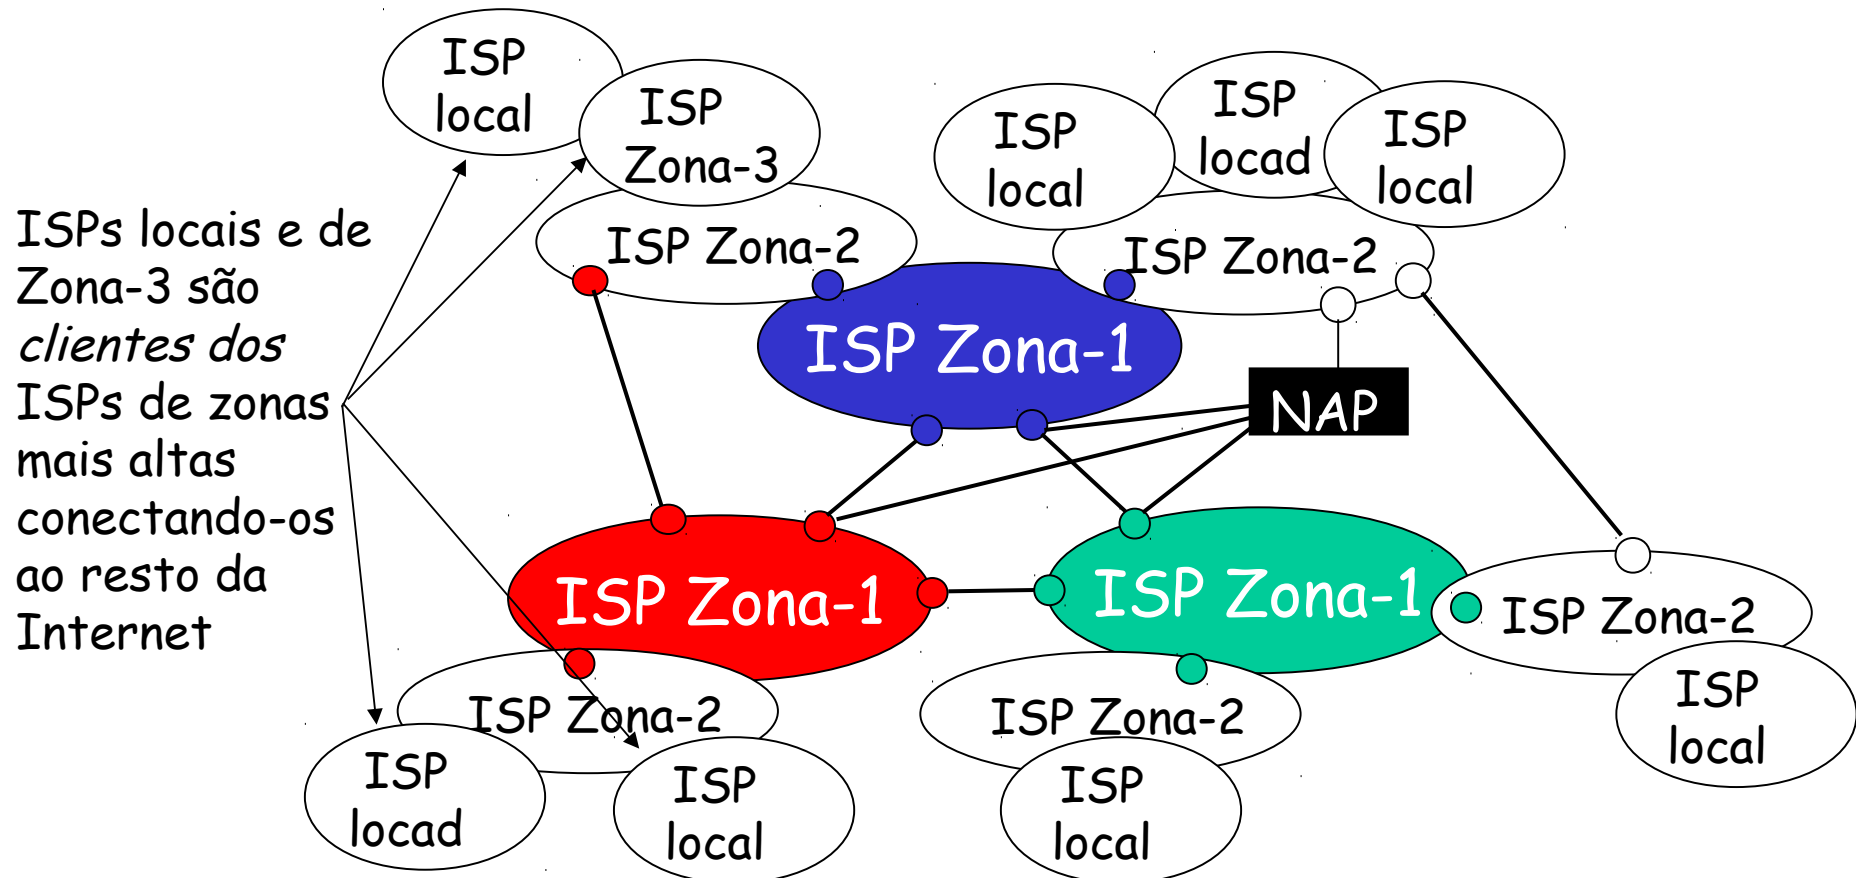 ISP
local
ISP
Zona-3
ISP
local
ISP
locad
ISP
local
ISPs locais e de
Zona-3 são
clientes dos
ISPs de zonas
mais altas
conectando-os
ao resto da
Internet
ISP Zona-2
ISP Zona-2
ISP Zona-1
NAP
ISP Zona-1
ISP Zona-1
ISP Zona-2
ISP Zona-2
ISP Zona-2
ISP
local
ISP
locad
ISP
local
ISP
local